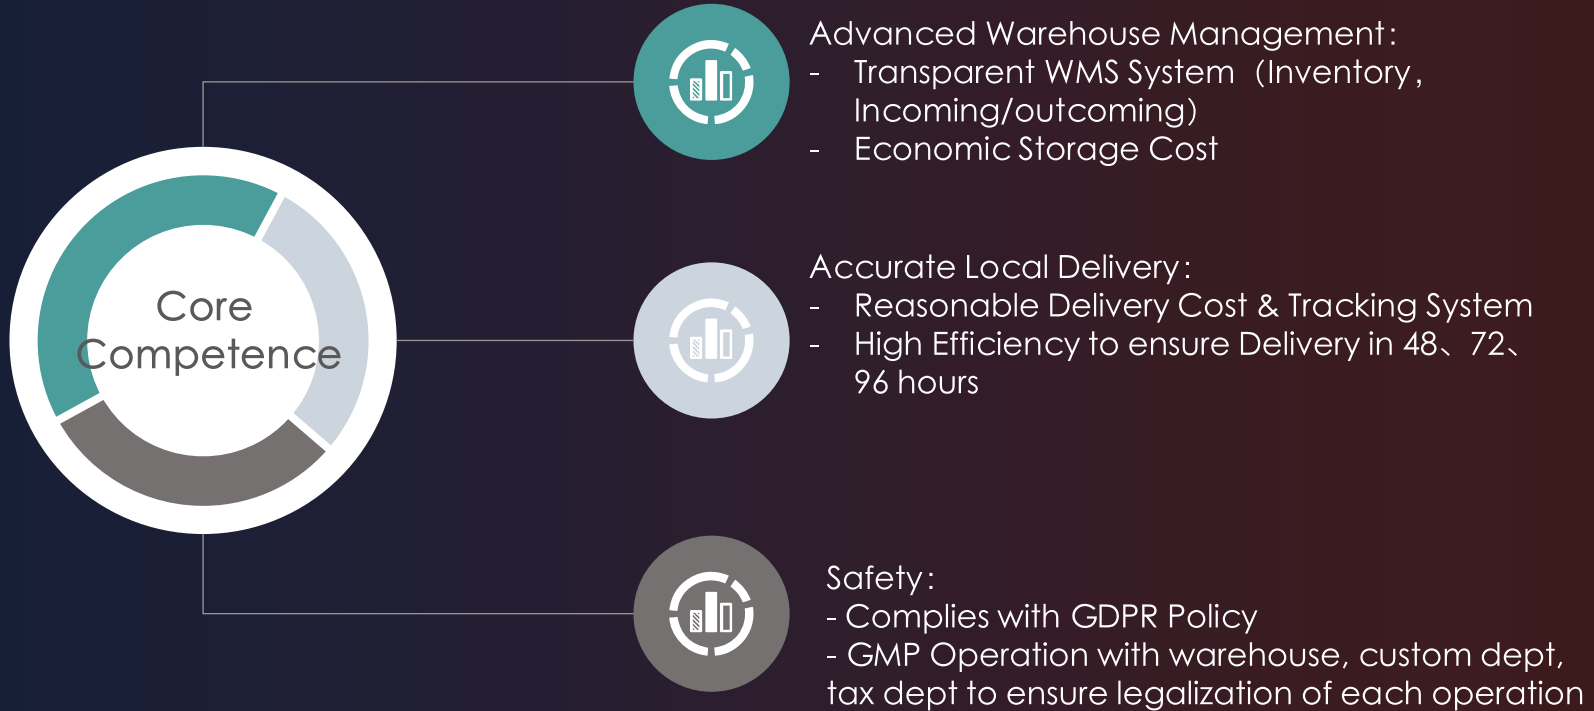 Core
Competence
Advanced Warehouse Management：
- Transparent WMS System（Inventory，
Incoming/outcoming）
- Economic Storage Cost
Accurate Local Delivery：
- Reasonable Delivery Cost & Tracking System
- High Efficiency to ensure Delivery in 48、72、
96 hours
Safety：
- Complies with GDPR Policy
- GMP Operation with warehouse, custom dept,
tax dept to ensure legalization of each operation